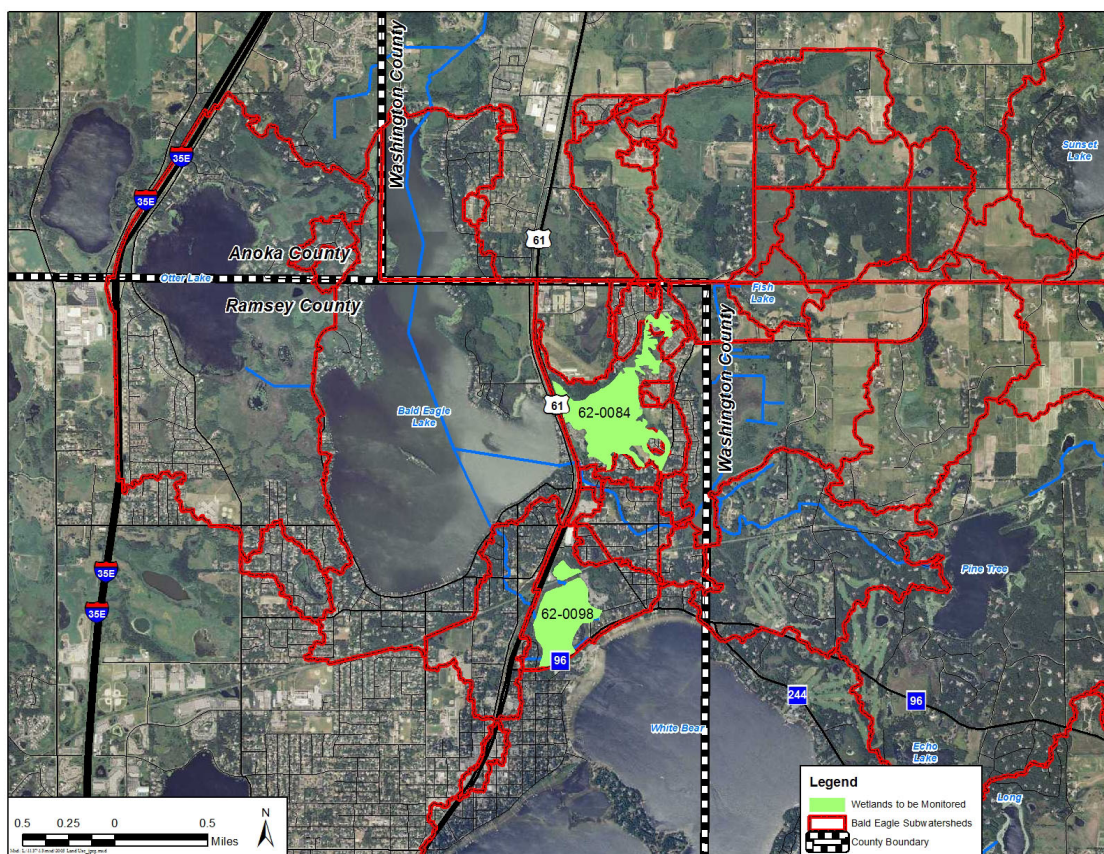 Washington County
35E
35E
Sunset
Lake
61
Anoka County
Otter Lake
Ramsey County
Fish
Lake
Washington County
Bald Eagle
Lake
61
62-0084
35E
35E
Pine Tree
62-0098
96
244
96
White Bear
Echo
Lake
Long
Legend
Wetlands to be Monitored
Bald Eagle Subwatersheds
County Boundary
0.5 0.25 0 0.5
Miles
N